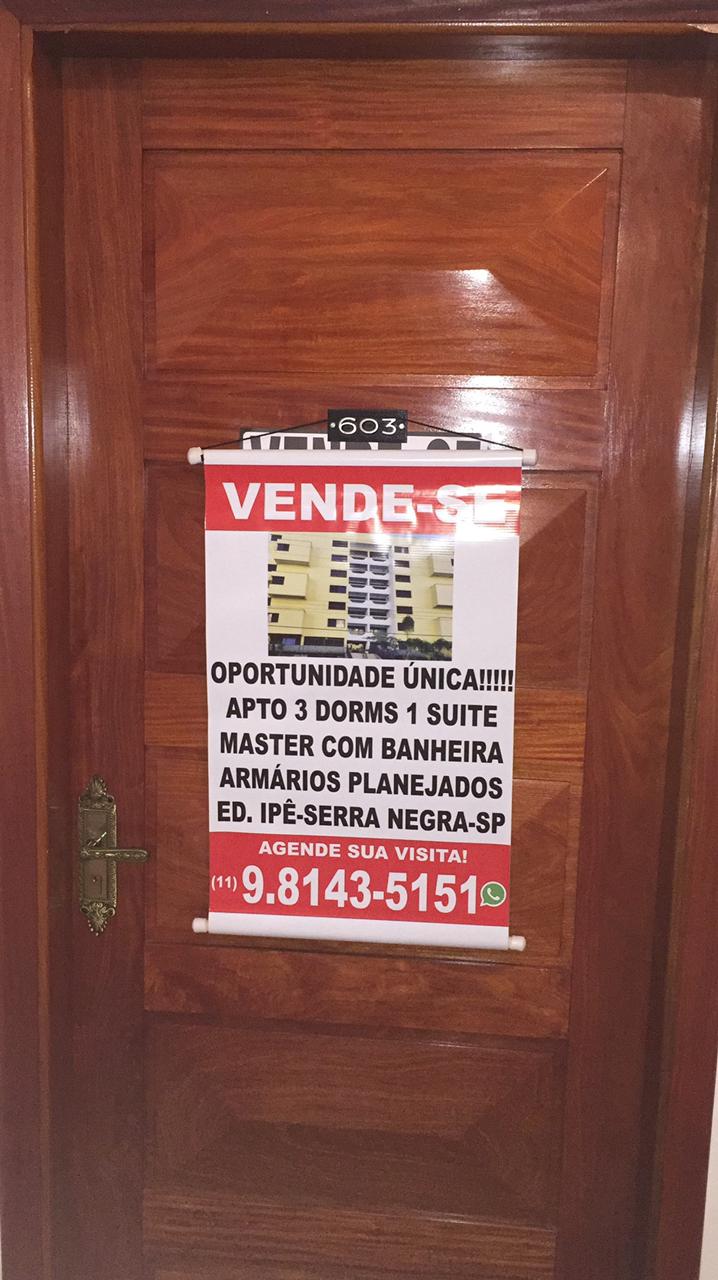 603
VENDE-SE
OPORTUNIDADE ÚNICA!!!!!
APTO 3 DORMS 1 SUITE
MASTER COM BANHEIRA
ARMÁRIOS PLANEJADOS
ED. IPÊ-SERRA NEGRA-SP
AGENDE SUA VISITA!
(11) 9.8143-5151